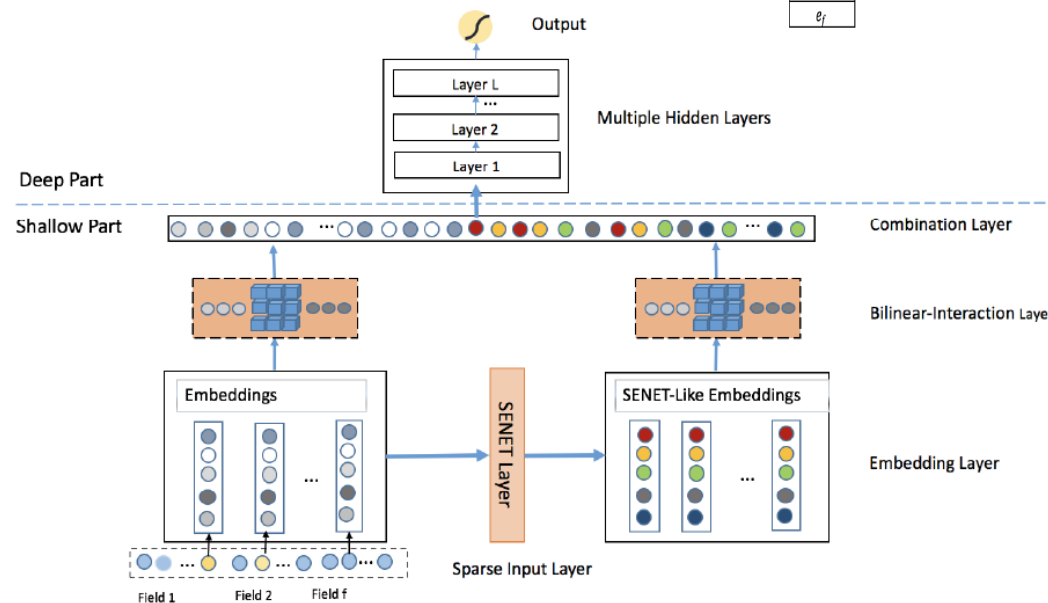 e_f
Output
Layer L
...
Multiple Hidden Layers
Layer 2
Layer 1
Deep Part
Shallow Part
...
...
Combination Layer
Bilinear-Interaction Laye
Embeddings
SENET Layer
SENET-Like Embeddings
...
...
...
...
Embedding Layer
... ... ...
Sparse Input Layer
Field 1
Field 2
Field f